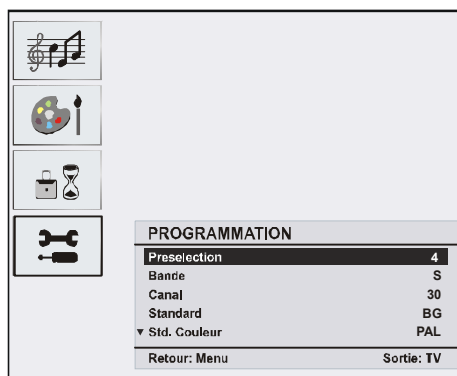 PROGRAMMATION
Preselection 4
Bande S
Canal 30
Standard BG
▼ Std. Couleur PAL
Retour: Menu Sortie: TV